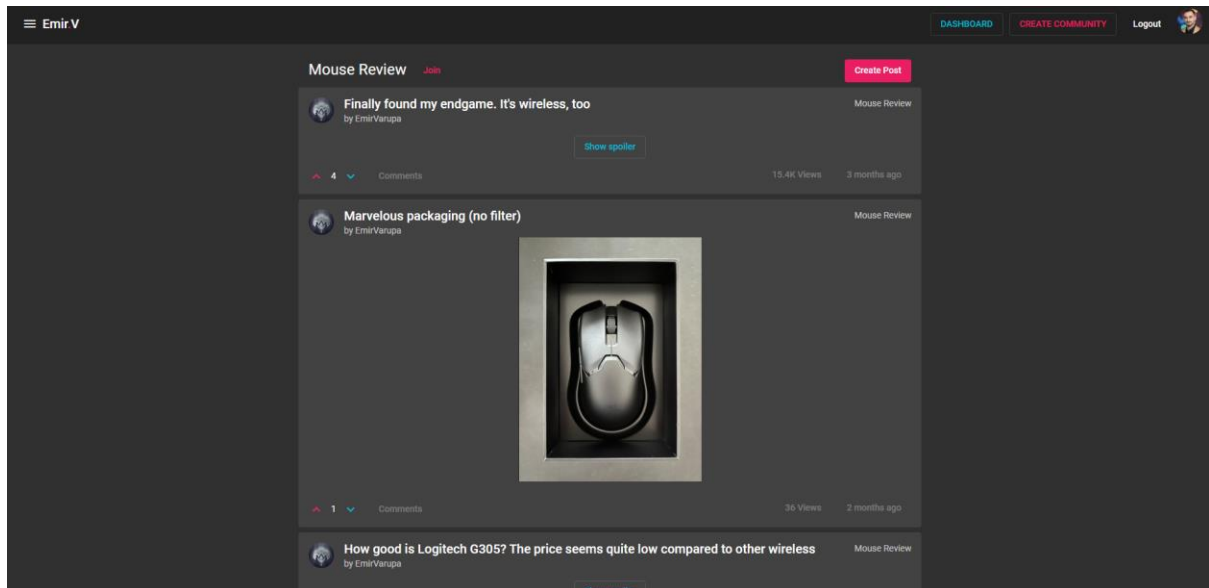 Emir V
DASHBOARD
CREATE COMMUNITY
Logout
Mouse Review
Join
Create Post
Finally found my endgame. It's wireless, too
Mouse Review
by EmirVarupa
Show spoiler
4
Comments
15.4K Views
3 months ago
Marvelous packaging (no filter)
Mouse Review
by EmirVarupa
1
Comments
36 Views
2 months ago
How good is Logitech G305? The price seems quite low compared to other wireless
Mouse Review
by EmirVarupa